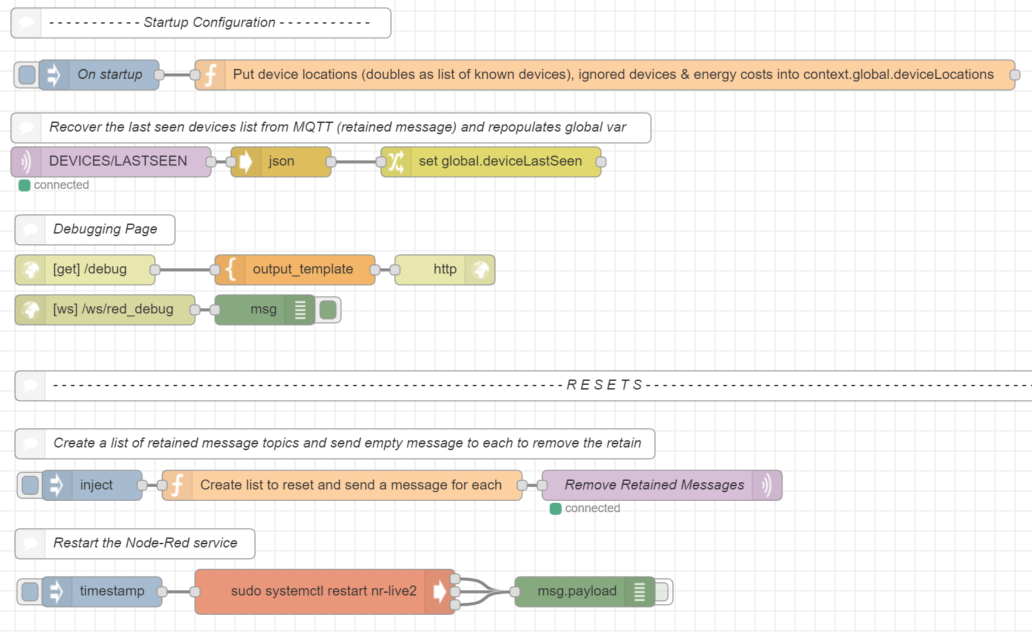 - - - - - - - - - - - Startup Configuration - - - - - - - - - - -
On startup
Put device locations (doubles as list of known devices), ignored devices & energy costs into context.global.deviceLocations
Recover the last seen devices list from MQTT (retained message) and repopulates global var
DEVICES/LASTSEEN
json
set global.deviceLastSeen
connected
Debugging Page
[get] /debug
output_template
http
[ws] /ws/red_debug
msg
- - - - - - - - - - - - - - - - - - - - - - - - - - - - - - - - - - - - - - - - - - - - - - - - - - - - - - - - - - - - - - - R E S E T S - - - - - - - - - - - - - - - - - - - - - - - - - - - - - - - - - - - - - - - - - - - - - - -
Create a list of retained message topics and send empty message to each to remove the retain
inject
Create list to reset and send a message for each
Remove Retained Messages
connected
Restart the Node-Red service
timestamp
sudo systemctl restart nr-live2
msg.payload